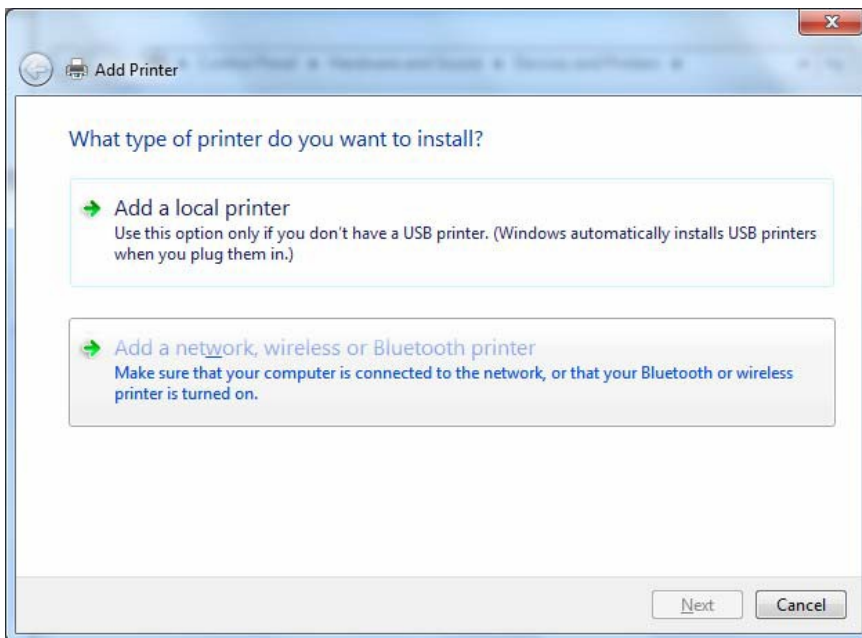 Add Printer
What type of printer do you want to install?
Add a local printer
Use this option only if you don't have a USB printer. (Windows automatically installs USB printers
when you plug them in.)
Add a network, wireless or Bluetooth printer
Make sure that your computer is connected to the network, or that your Bluetooth or wireless
printer is turned on.
Next
Cancel